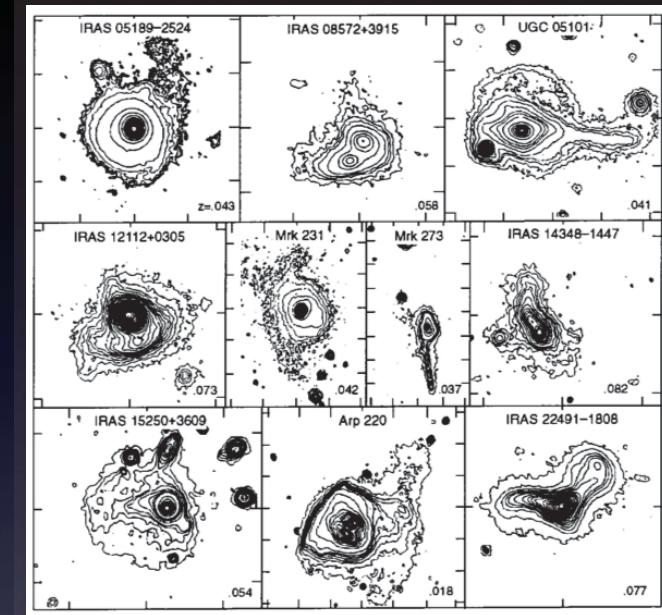 IRAS 05189-2524
IRAS 08572+3915
UGC 05101
z=.043
.058
.041
IRAS 12112+0305
Mrk 231
Mrk 273
IRAS 14348-1447
.073
.042
.037
.082
IRAS 15250+3609
Arp 220
IRAS 22491-1808
.054
.018
.077